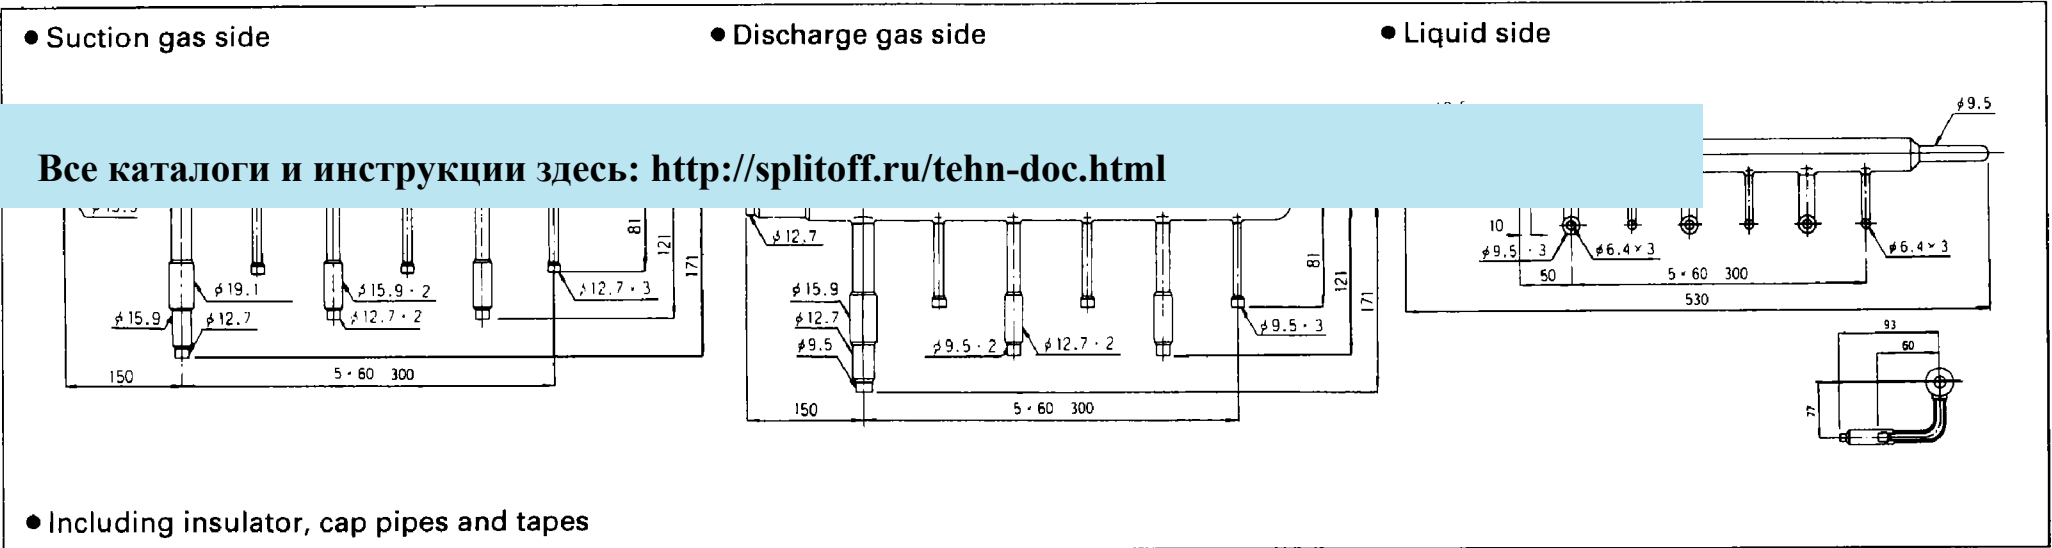 ● Suction gas side
● Discharge gas side
● Liquid side
φ9.5
Все каталоги и инструкции здесь: http://splitoff.ru/tehn-doc.html
81
121
171
φ19.1
φ15.9 · 2
φ12.7 · 3
φ15.9
φ12.7
φ12.7 · 2
150
5 · 60 300
φ12.7
81
121
171
φ15.9
φ12.7
φ9.5
φ9.5 · 2
φ12.7 · 2
φ9.5 · 3
150
5 · 60 300
10
φ9.5 · 3
φ6.4 × 3
φ6.4 × 3
50
5 · 60 300
530
93
60
77
● Including insulator, cap pipes and tapes